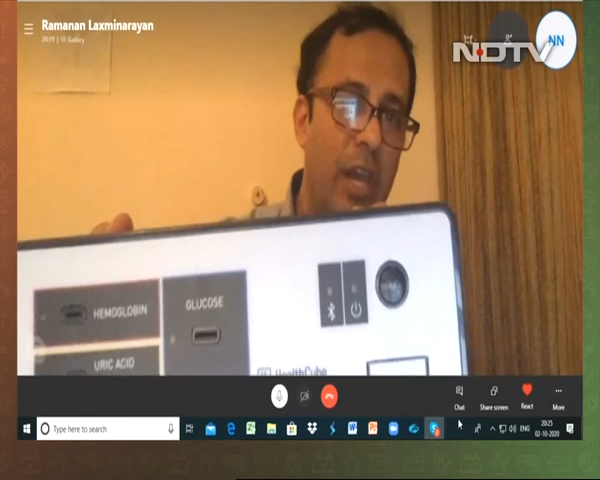 Ramanan Laxminarayan
Gallery
NN
NDTV
HEMOGLOBIN
GLUCOSE
URIC ACID
HealthCube
Chat
Share screen
React
More
Type here to search
ENG
20:25
02-10-2020